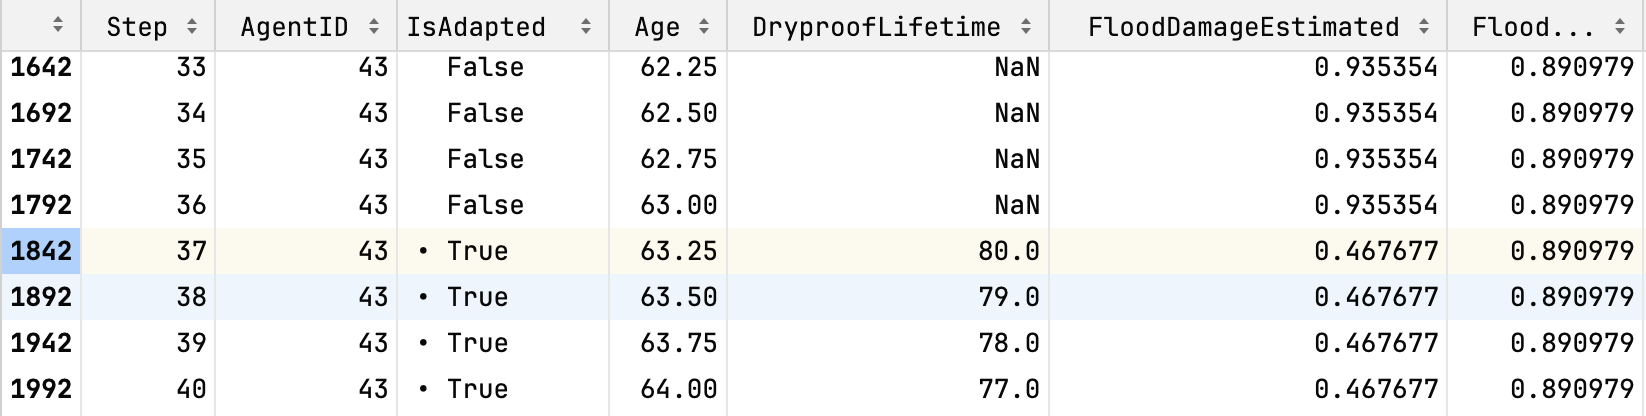 Step AgentID IsAdapted Age DryproofLifetime FloodDamageEstimated Flood...
1642 33 43 False 62.25 NaN 0.935354 0.890979
1692 34 43 False 62.50 NaN 0.935354 0.890979
1742 35 43 False 62.75 NaN 0.935354 0.890979
1792 36 43 False 63.00 NaN 0.935354 0.890979
1842 37 43 • True 63.25 80.0 0.467677 0.890979
1892 38 43 • True 63.50 79.0 0.467677 0.890979
1942 39 43 • True 63.75 78.0 0.467677 0.890979
1992 40 43 • True 64.00 77.0 0.467677 0.890979